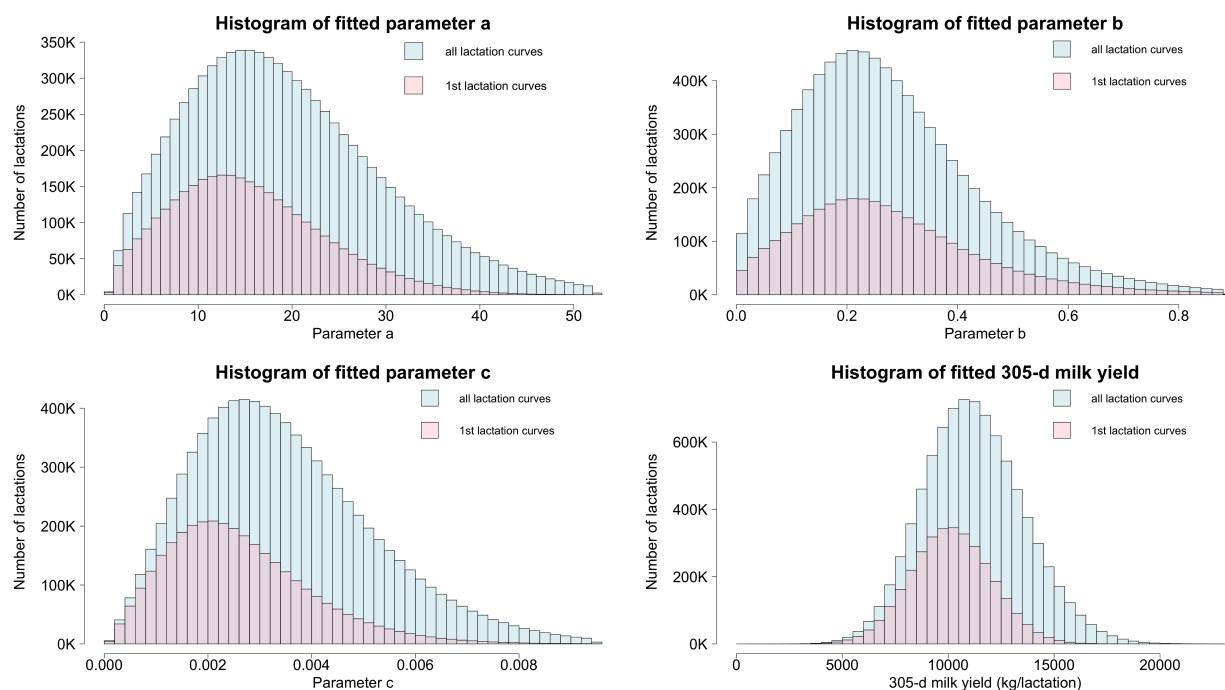 Histogram of fitted parameter a
350K
300K
250K
200K
150K
100K
50K
0K
Number of lactations
all lactation curves
1st lactation curves
0 10 20 30 40 50
Parameter a
Histogram of fitted parameter b
400K
300K
200K
100K
0K
Number of lactations
all lactation curves
1st lactation curves
0.0 0.2 0.4 0.6 0.8
Parameter b
Histogram of fitted parameter c
400K
300K
200K
100K
0K
Number of lactations
all lactation curves
1st lactation curves
0.000 0.002 0.004 0.006 0.008
Parameter c
Histogram of fitted 305-d milk yield
600K
400K
200K
0K
Number of lactations
all lactation curves
1st lactation curves
0 5000 10000 15000 20000
305-d milk yield (kg/lactation)